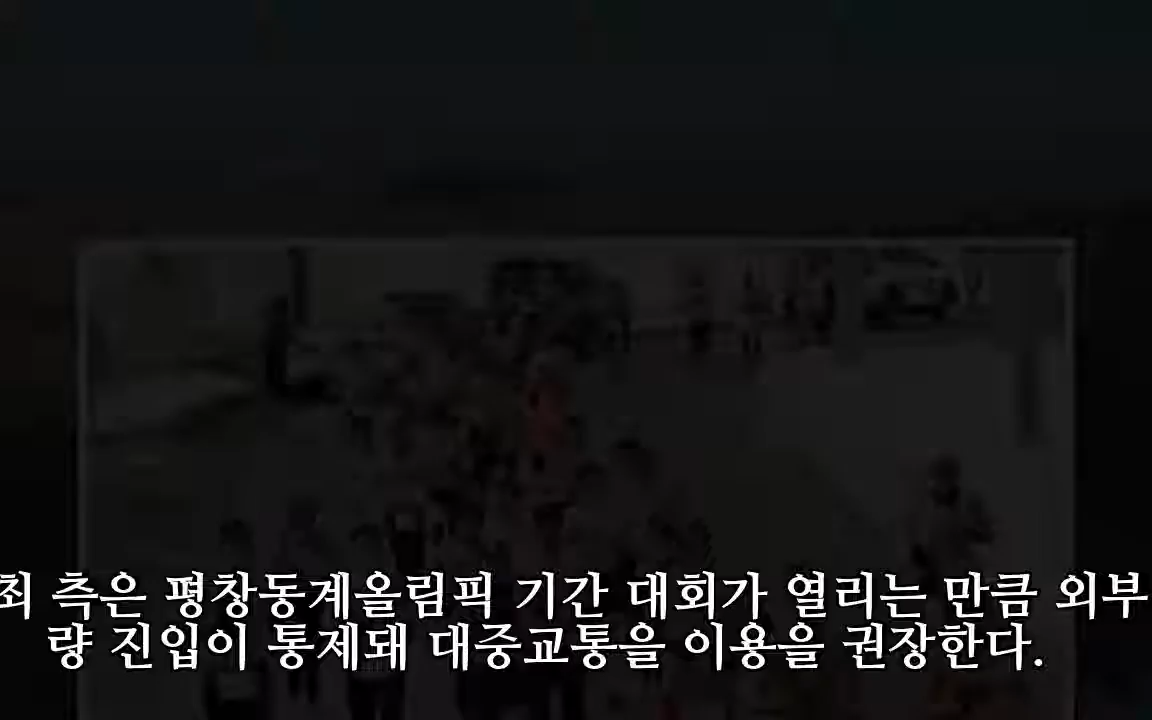 최 측은 평창동계올림픽 기간 대회가 열리는 만큼 외부
량 진입이 통제돼 대중교통을 이용을 권장한다.